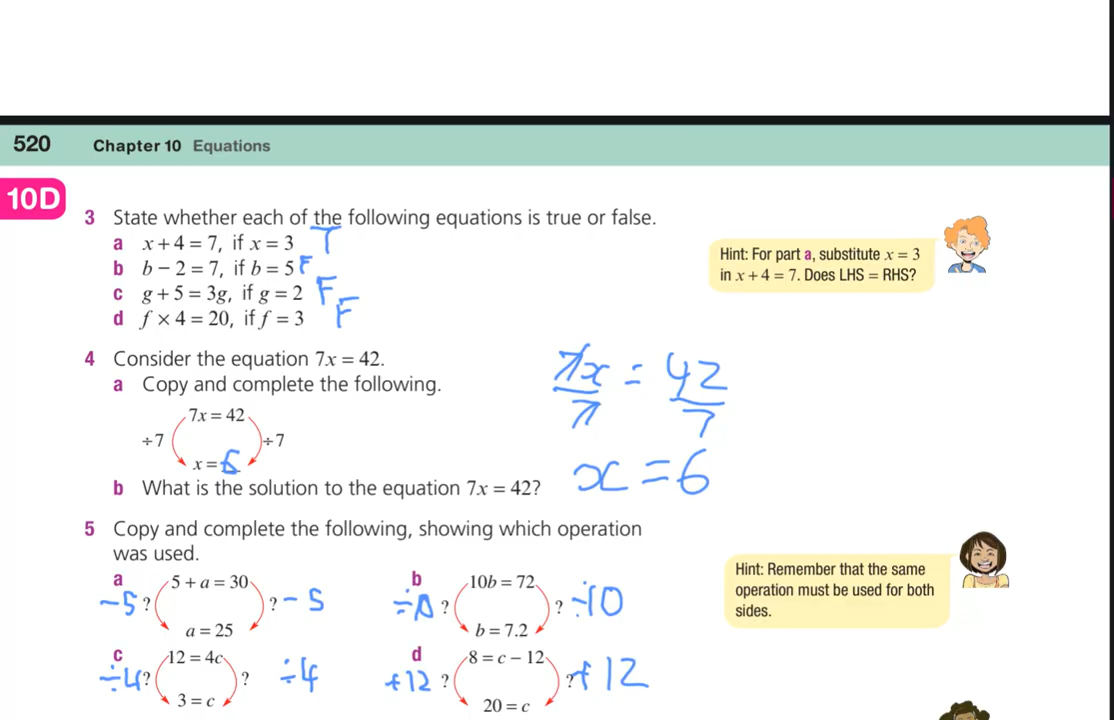 520 Chapter 10 Equations
10D
3 State whether each of the following equations is true or false.
a x + 4 = 7, if x = 3 T
b b − 2 = 7, if b = 5 F
c g + 5 = 3g, if g = 2 F
d f × 4 = 20, if f = 3 F
Hint: For part a, substitute x = 3
in x + 4 = 7. Does LHS = RHS?
4 Consider the equation 7x = 42.
a Copy and complete the following.
7x = 42
÷7 ÷7
x = 6
7x/7 = 42/7
x = 6
b What is the solution to the equation 7x = 42?
5 Copy and complete the following, showing which operation
was used.
Hint: Remember that the same
operation must be used for both
sides.
a 5 + a = 30
−5 ? ? −5
a = 25
b 10b = 72
÷10 ? ? ÷10
b = 7.2
c 12 = 4c
÷4 ? ? ÷4
3 = c
d 8 = c − 12
+12 ? ? +12
20 = c